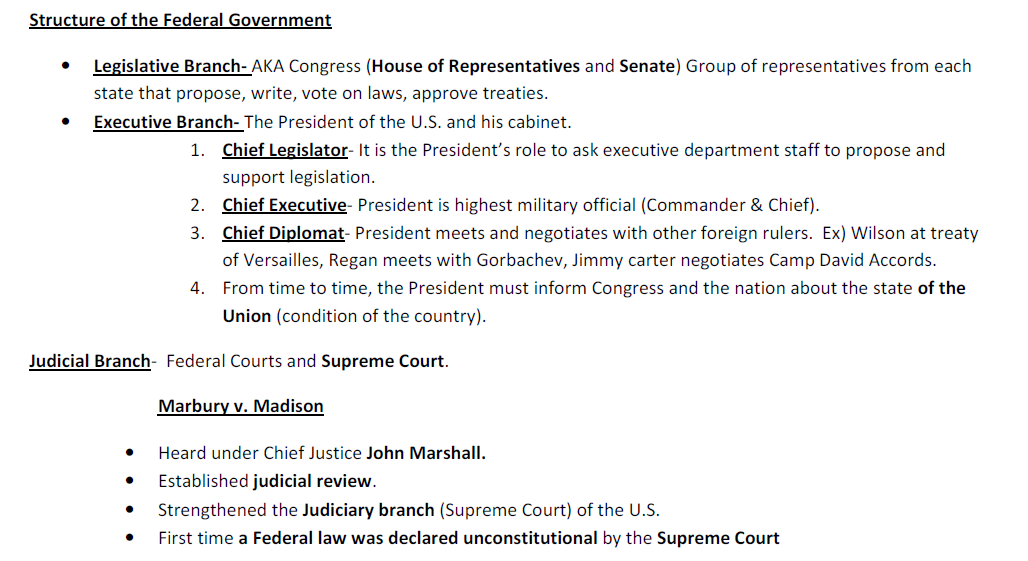 Structure of the Federal Government
• Legislative Branch- AKA Congress (House of Representatives and Senate) Group of representatives from each
state that propose, write, vote on laws, approve treaties.
• Executive Branch- The President of the U.S. and his cabinet.
1. Chief Legislator- It is the President's role to ask executive department staff to propose and
support legislation.
2. Chief Executive- President is highest military official (Commander & Chief).
3. Chief Diplomat- President meets and negotiates with other foreign rulers. Ex) Wilson at treaty
of Versailles, Regan meets with Gorbachev, Jimmy carter negotiates Camp David Accords.
4. From time to time, the President must inform Congress and the nation about the state of the
Union (condition of the country).
Judicial Branch- Federal Courts and Supreme Court.
Marbury v. Madison
• Heard under Chief Justice John Marshall.
• Established judicial review.
• Strengthened the Judiciary branch (Supreme Court) of the U.S.
• First time a Federal law was declared unconstitutional by the Supreme Court